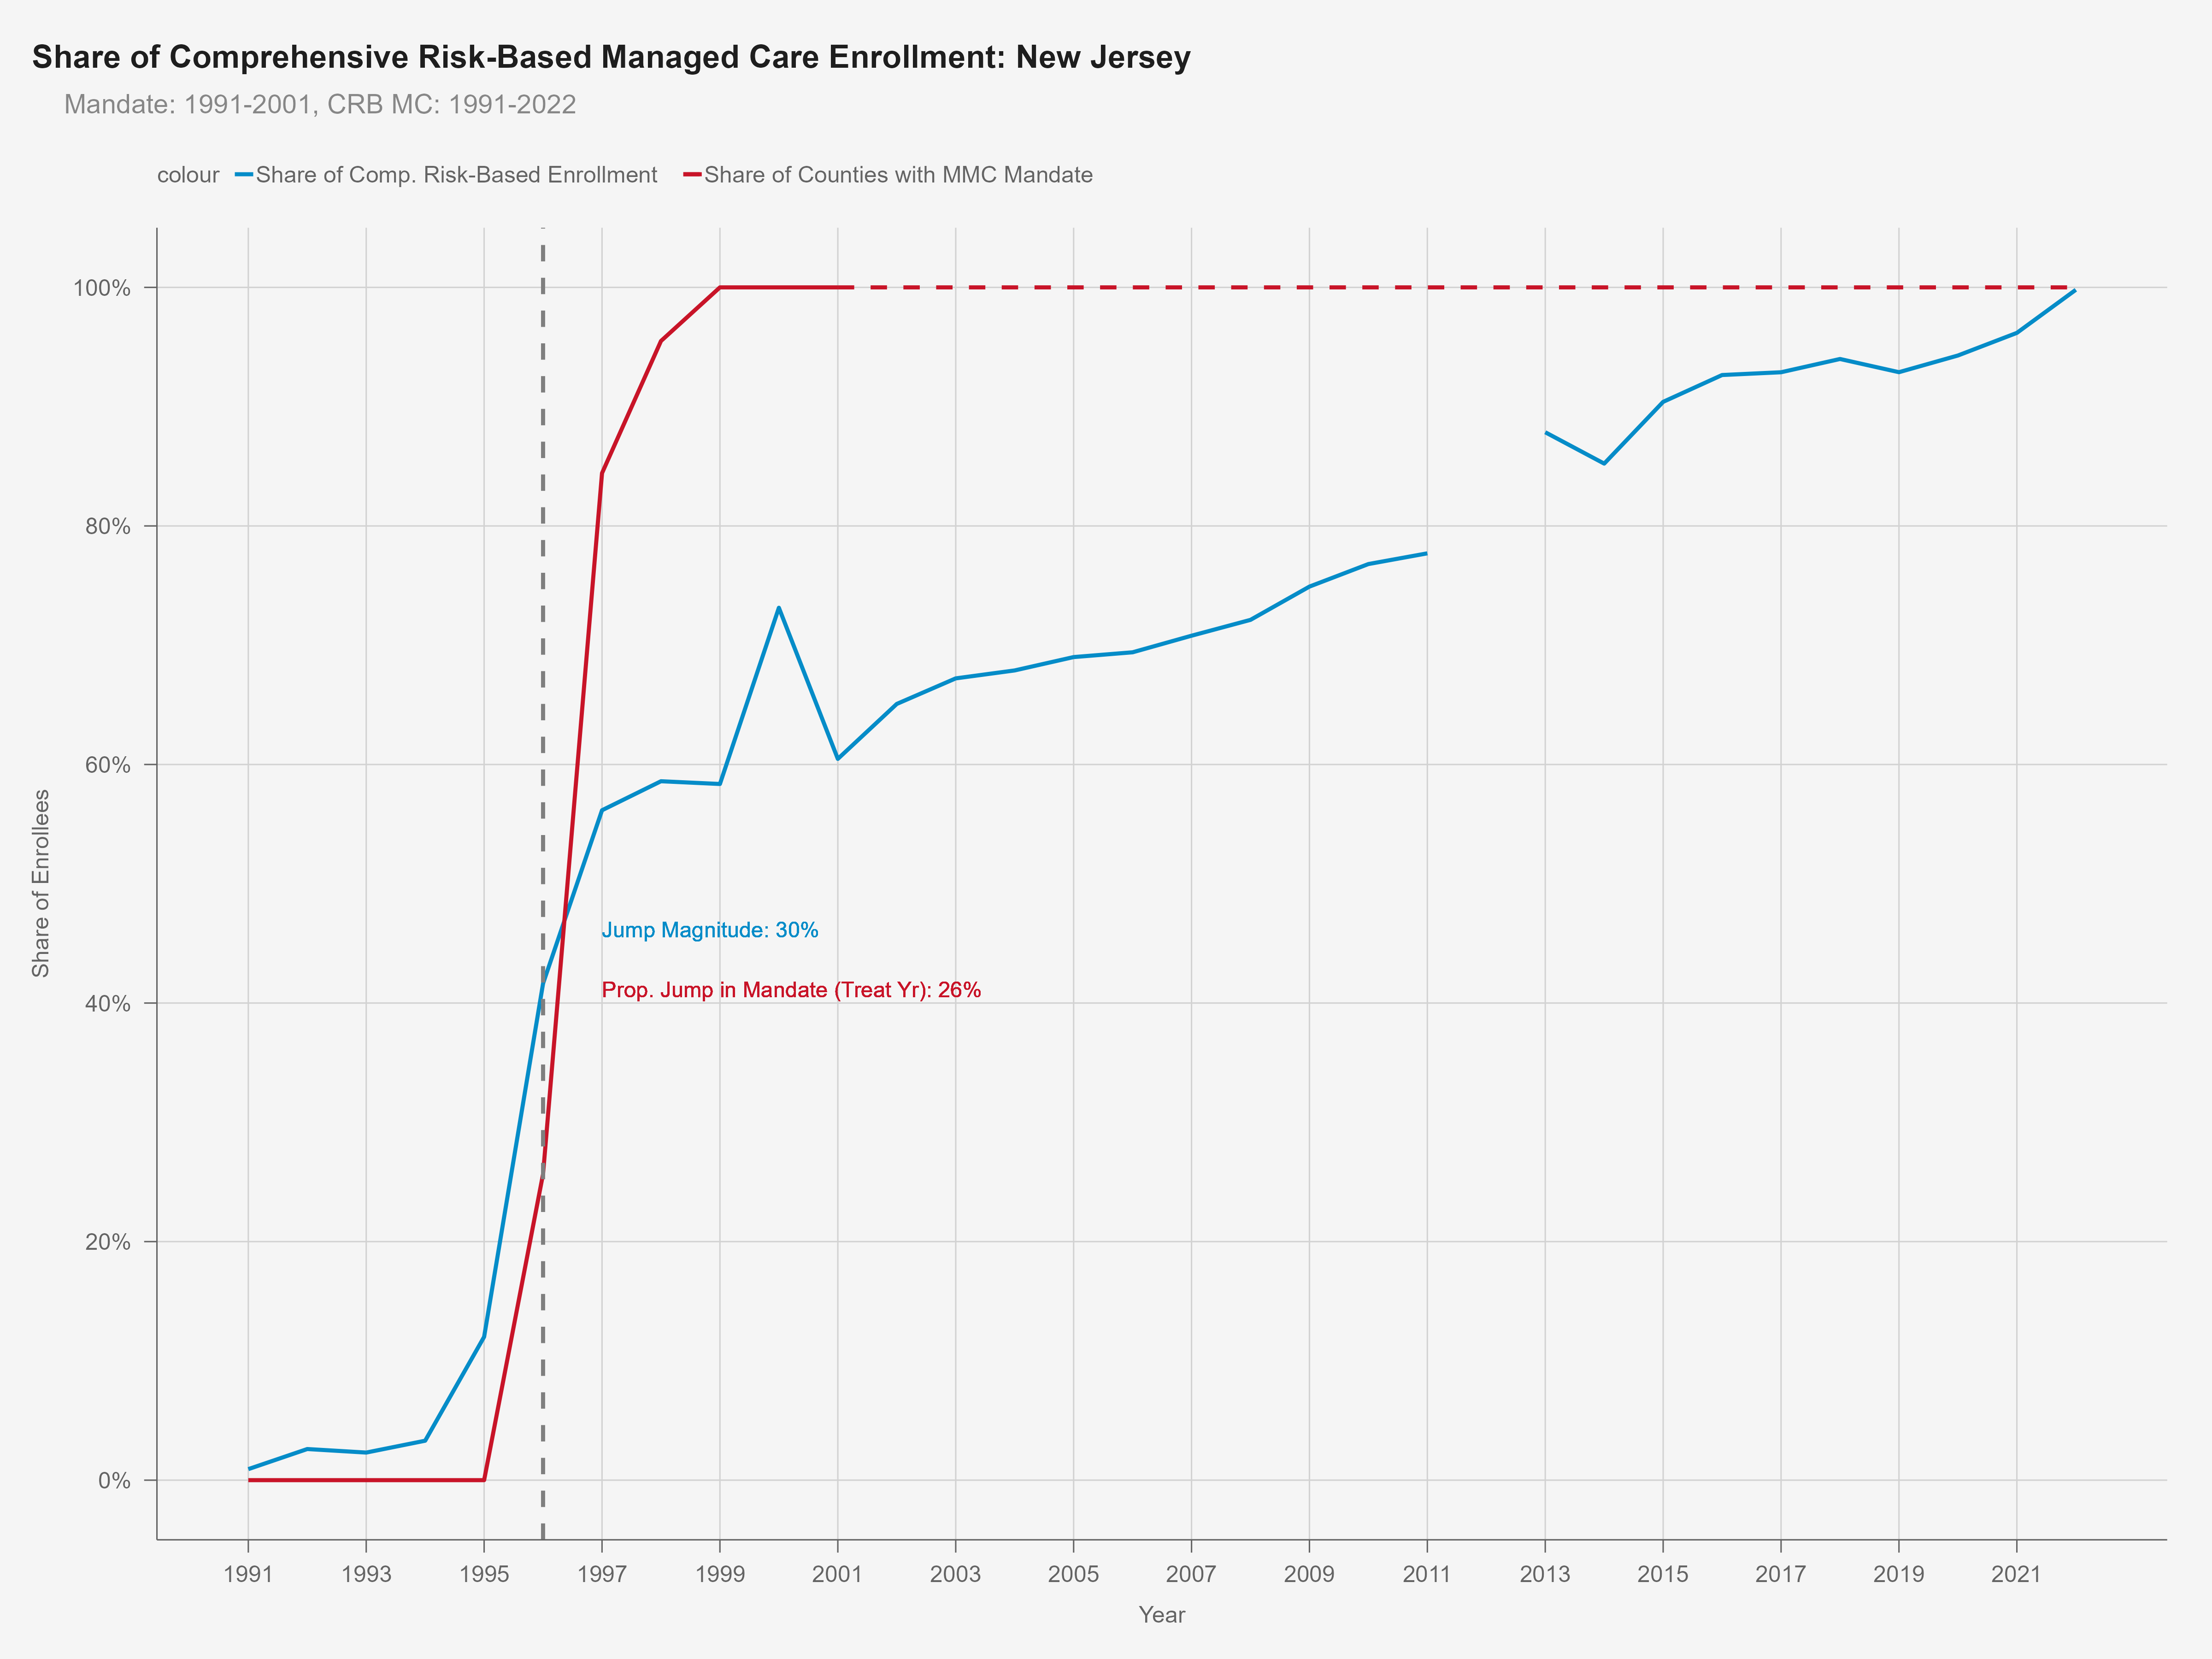 Share of Comprehensive Risk-Based Managed Care Enrollment: New Jersey
Mandate: 1991-2001, CRB MC: 1991-2022
colour Share of Comp. Risk-Based Enrollment Share of Counties with MMC Mandate
100%
80%
60%
40%
20%
0%
Share of Enrollees
Jump Magnitude: 30%
Prop. Jump in Mandate (Treat Yr): 26%
1991 1993 1995 1997 1999 2001 2003 2005 2007 2009 2011 2013 2015 2017 2019 2021
Year